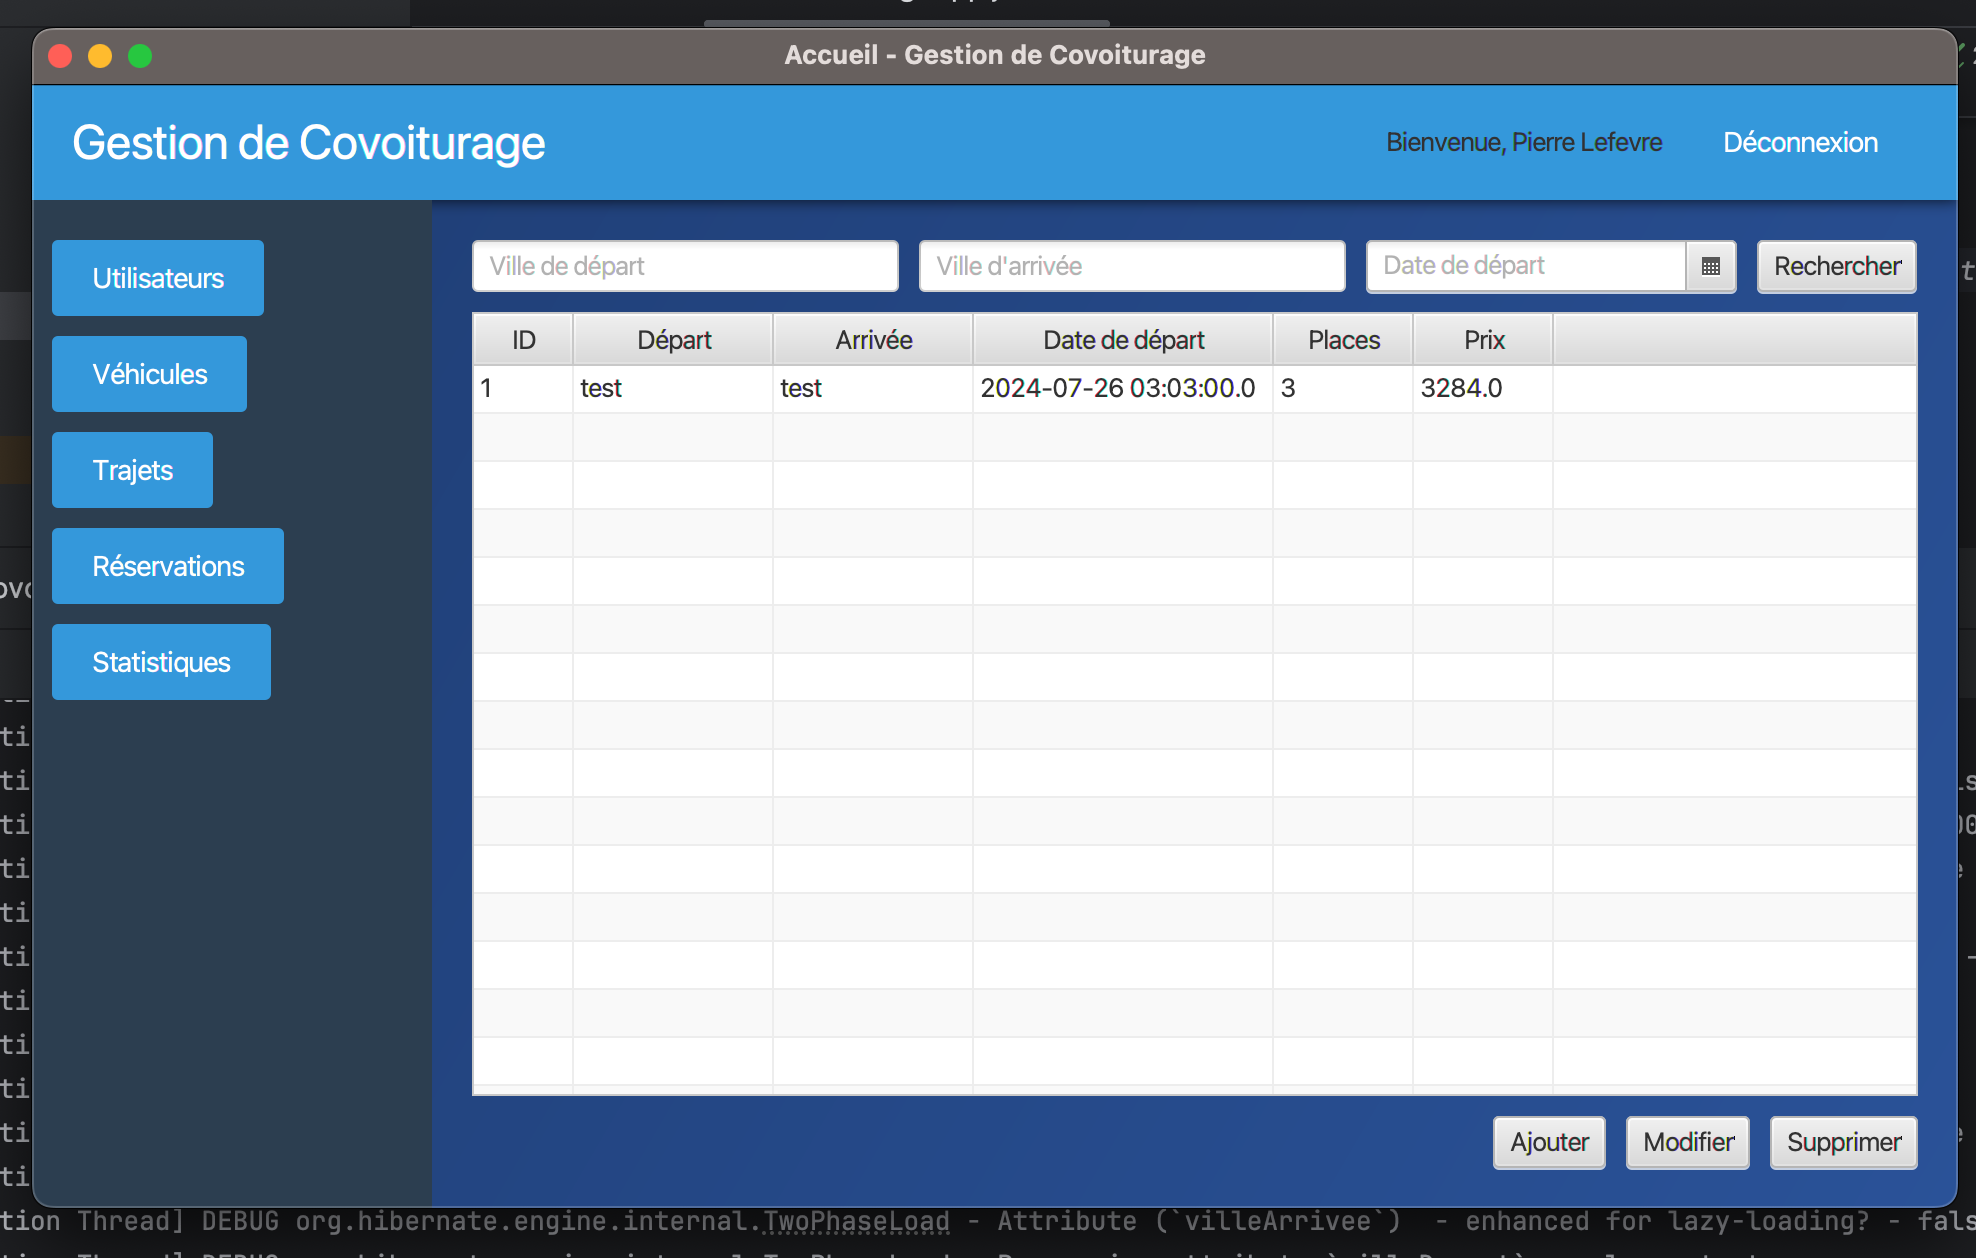 Accueil - Gestion de Covoiturage
Gestion de Covoiturage
Bienvenue, Pierre Lefevre
Déconnexion
Utilisateurs
Véhicules
Trajets
Réservations
Statistiques
Ville de départ
Ville d'arrivée
Date de départ
Rechercher
ID Départ Arrivée Date de départ Places Prix
1 test test 2024-07-26 03:03:00.0 3 3284.0
Ajouter Modifier Supprimer
tion Thread] DEBUG org.hibernate.engine.internal.TwoPhaseLoad - Attribute (`villeArrivee`) - enhanced for lazy-loading? - fals